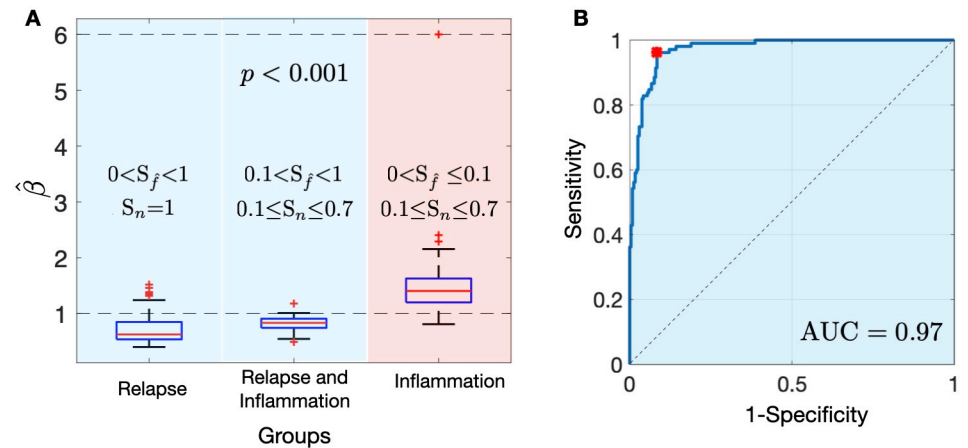 A
6
5
4
3
2
1
β̂
p < 0.001
0<S_f̂<1
S_n=1
0.1<S_f̂<1
0.1≤S_n≤0.7
0<S_f̂ ≤0.1
0.1≤S_n≤0.7
Relapse
Relapse and
Inflammation
Inflammation
Groups
B
1
0.8
0.6
0.4
0.2
0
Sensitivity
AUC = 0.97
0
0.5
1
1-Specificity